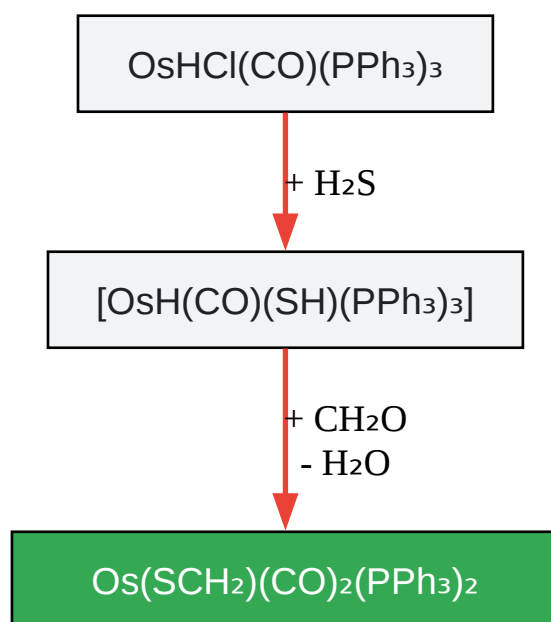 OsHCl(CO)(PPh₃)₃
+ H₂S
[OsH(CO)(SH)(PPh₃)₃]
+ CH₂O
- H₂O
Os(SCH₂)(CO)₂(PPh₃)₂